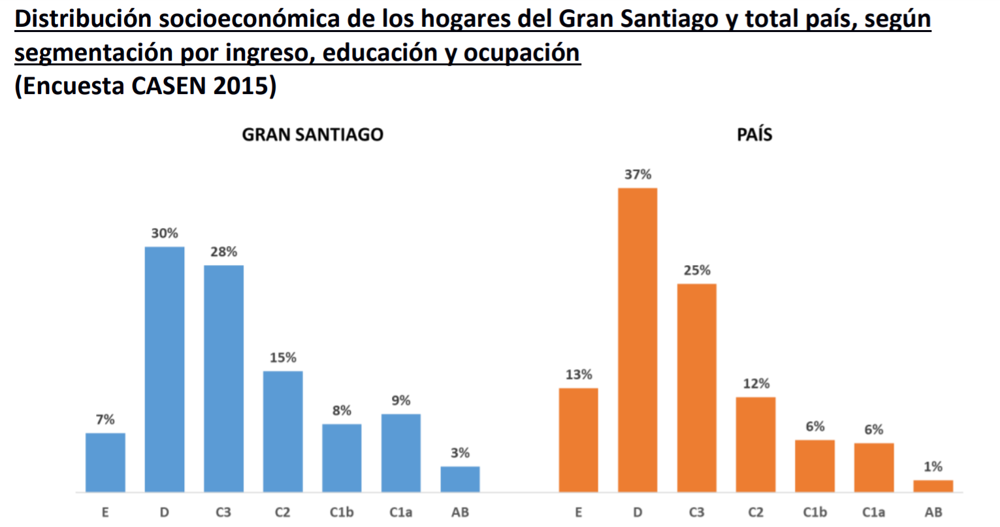 Distribución socioeconómica de los hogares del Gran Santiago y total país, según
segmentación por ingreso, educación y ocupación
(Encuesta CASEN 2015)
GRAN SANTIAGO
30%
28%
15%
9%
8%
7%
3%
E D C3 C2 C1b C1a AB
PAÍS
37%
25%
13%
12%
6%
6%
1%
E D C3 C2 C1b C1a AB